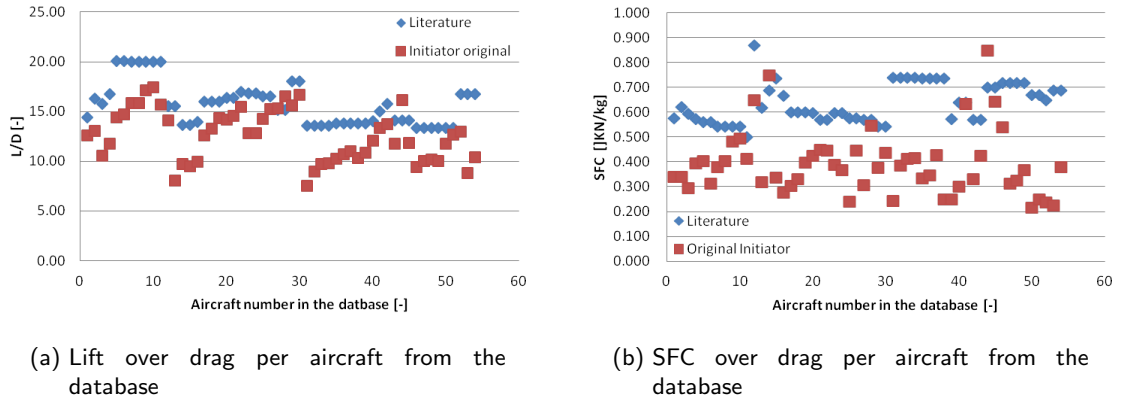 25.00
20.00
15.00
10.00
5.00
0.00
L/D [-]
Literature
Initiator original
0 10 20 30 40 50 60
Aircraft number in the datbase [-]
(a) Lift over drag per aircraft from the
database
1.000
0.900
0.800
0.700
0.600
0.500
0.400
0.300
0.200
0.100
0.000
SFC []KN/kg]
Literature
Original Initiator
0 10 20 30 40 50 60
Aircraft number in the database [-]
(b) SFC over drag per aircraft from the
database